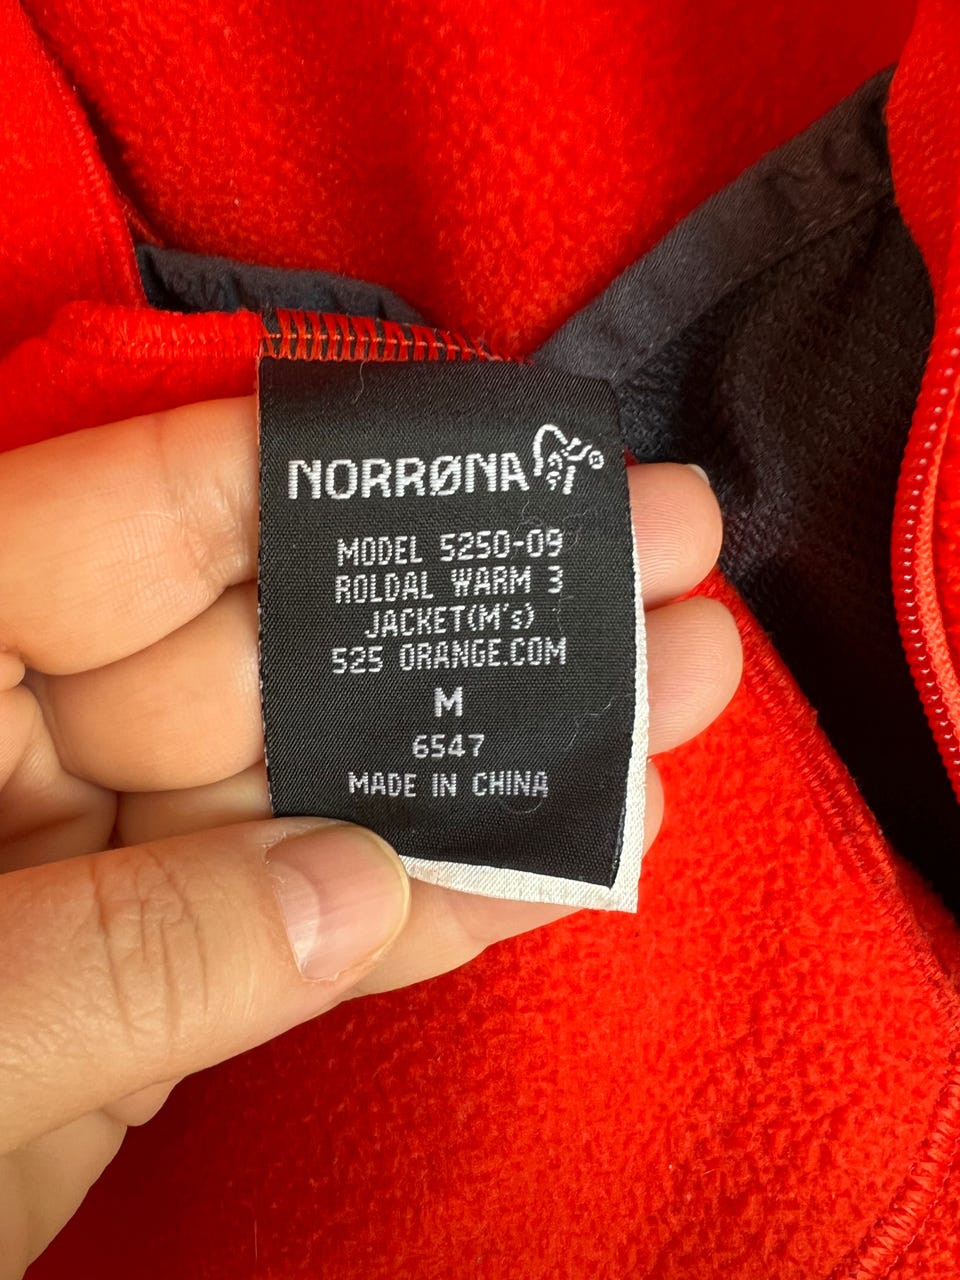 NORRØNA®
MODEL 5250-09
ROLDAL WARM 3
JACKET(M's)
525 ORANGE.COM
M
6547
MADE IN CHINA